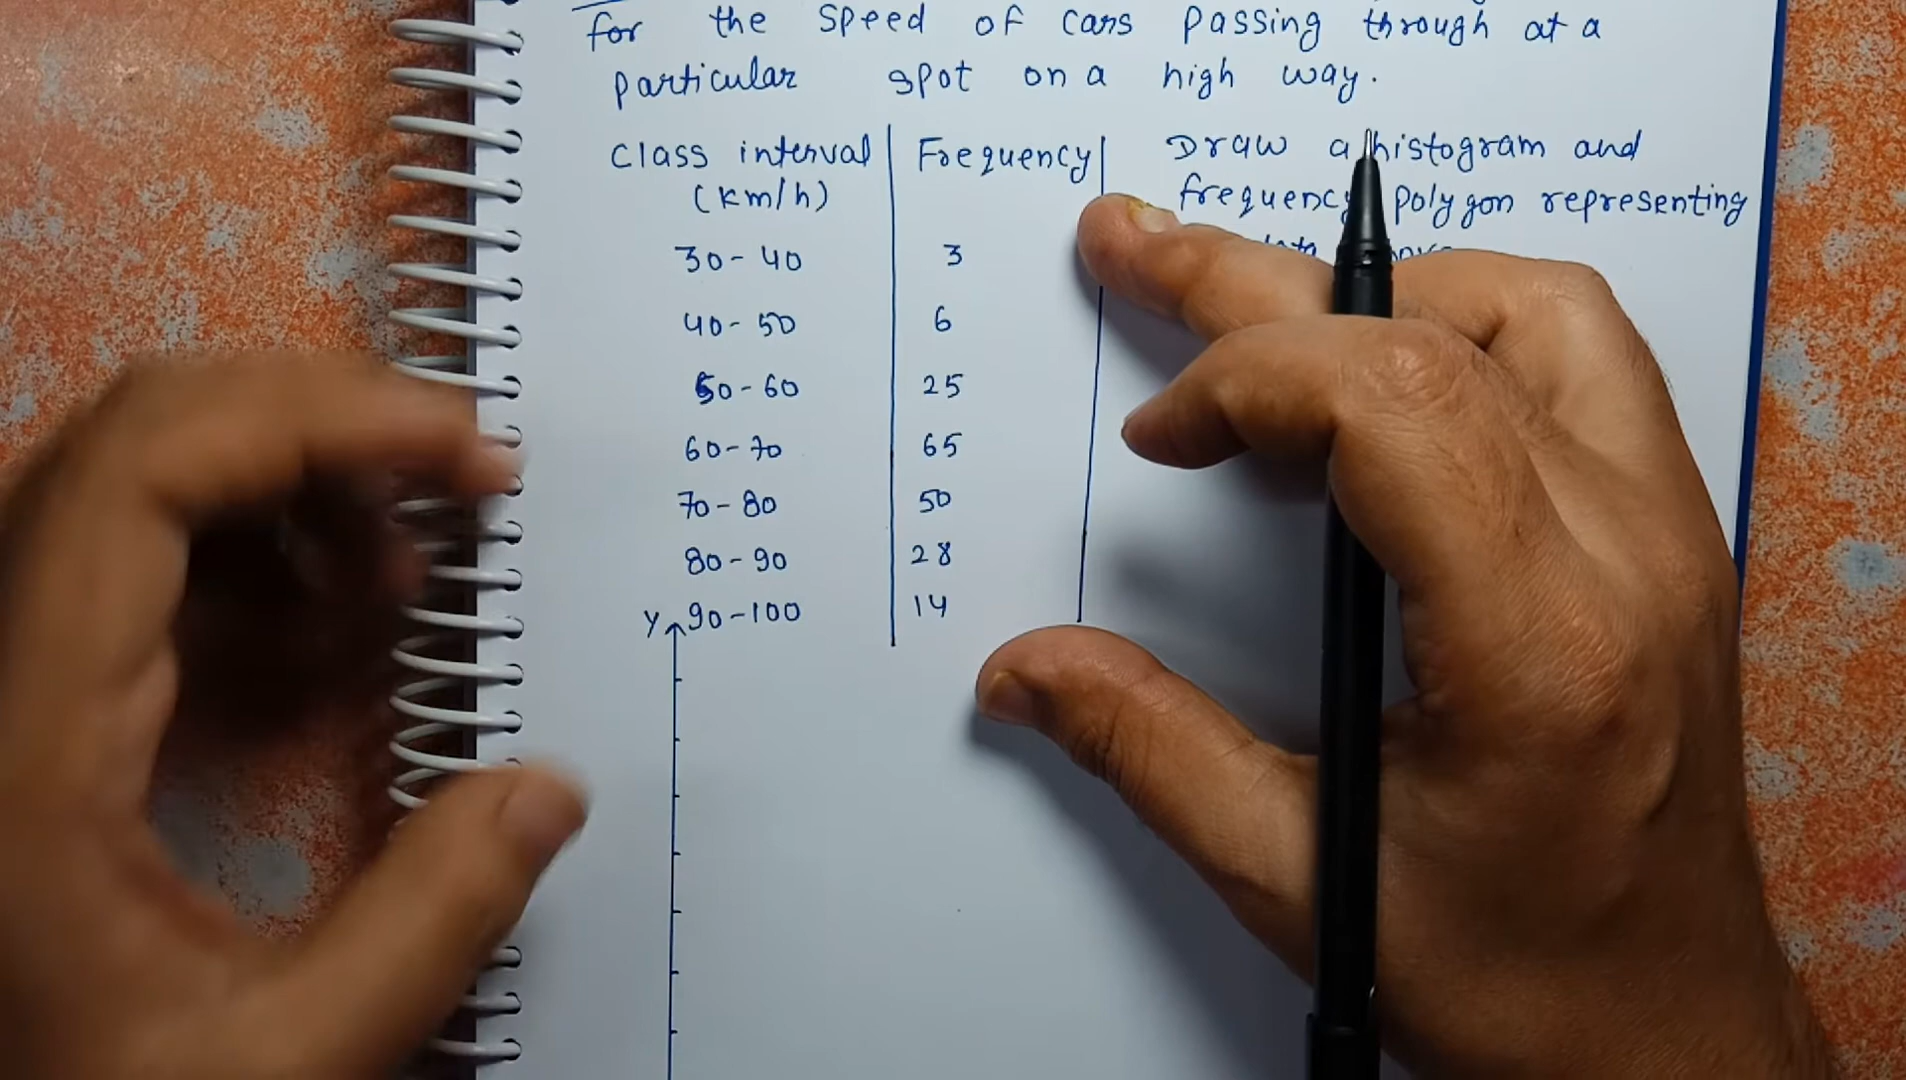 for the speed of cars passing through at a
particular spot on a high way.
Class interval | Frequency |
(km/h)
30-40 3
40-50 6
50-60 25
60-70 65
70-80 50
80-90 28
90-100 14
Y
Draw a histogram and
frequency polygon representing